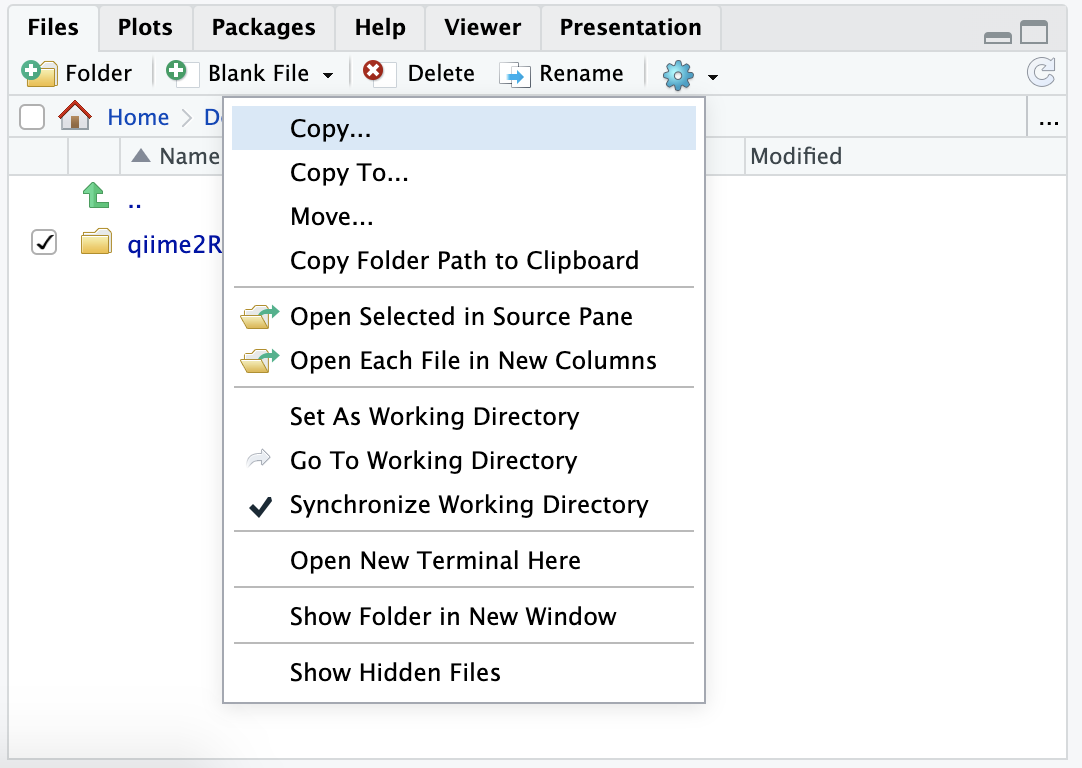 Files Plots Packages Help Viewer Presentation
Folder Blank File Delete Rename
Home
...
Name Modified
..
qiime2R
Copy...
Copy To...
Move...
Copy Folder Path to Clipboard
Open Selected in Source Pane
Open Each File in New Columns
Set As Working Directory
Go To Working Directory
Synchronize Working Directory
Open New Terminal Here
Show Folder in New Window
Show Hidden Files